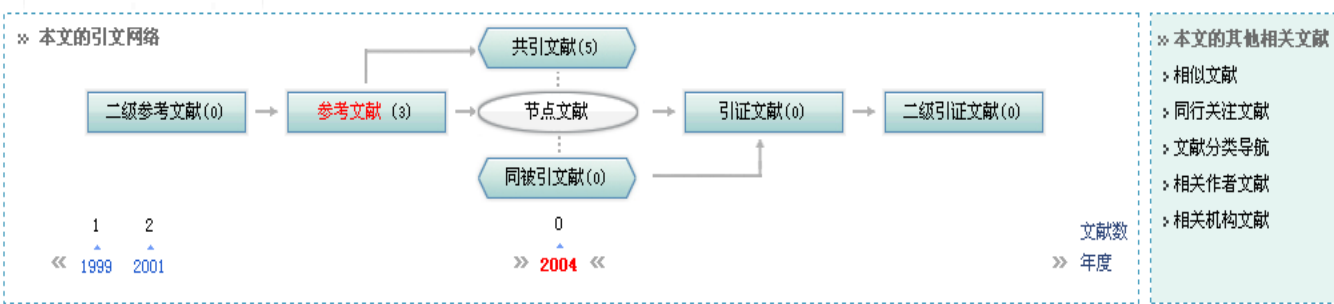 » 本文的引文网络
共引文献(5)
二级参考文献(0)
参考文献 (3)
节点文献
引证文献(0)
二级引证文献(0)
同被引文献(0)
1 2 0 文献数
« 1999 2001 » 2004 « » 年度
» 本文的其他相关文献
› 相似文献
› 同行关注文献
› 文献分类导航
› 相关作者文献
› 相关机构文献